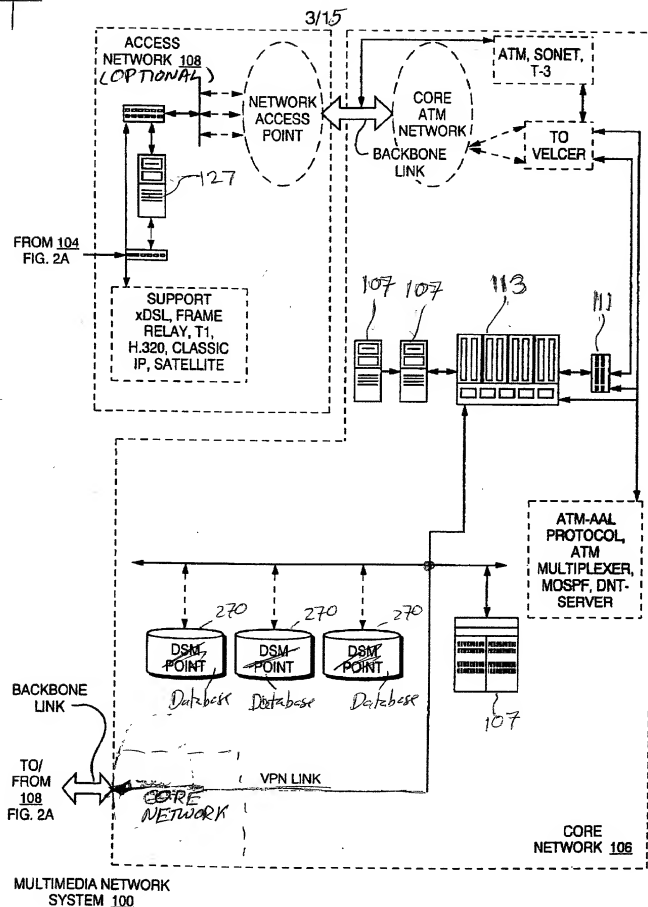 3/15
ACCESS
NETWORK 108
(OPTIONAL)
NETWORK
ACCESS
POINT
CORE
ATM
NETWORK
BACKBONE
LINK
ATM, SONET,
T-3
TO
VELCER
127
FROM 104
FIG. 2A
SUPPORT
xDSL, FRAME
RELAY, T1,
H.320, CLASSIC
IP, SATELLITE
107
107
113
111
ATM-AAL
PROTOCOL,
ATM
MULTIPLEXER,
MOSPF, DNT-
SERVER
270
270
270
DSM
POINT
Database
DSM
POINT
Database
DSM
POINT
Database
107
BACKBONE
LINK
TO/
FROM
108
FIG. 2A
CORE
NETWORK
VPN LINK
CORE
NETWORK 106
MULTIMEDIA NETWORK
SYSTEM 100